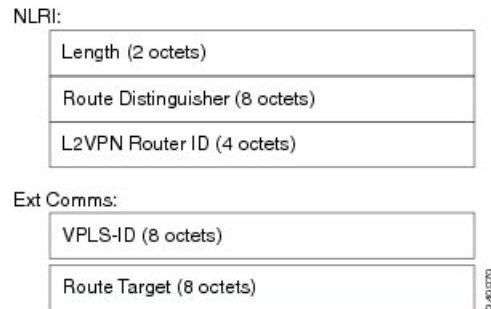 NLRI:
Length (2 octets)
Route Distinguisher (8 octets)
L2VPN Router ID (4 octets)
Ext Comms:
VPLS-ID (8 octets)
Route Target (8 octets)